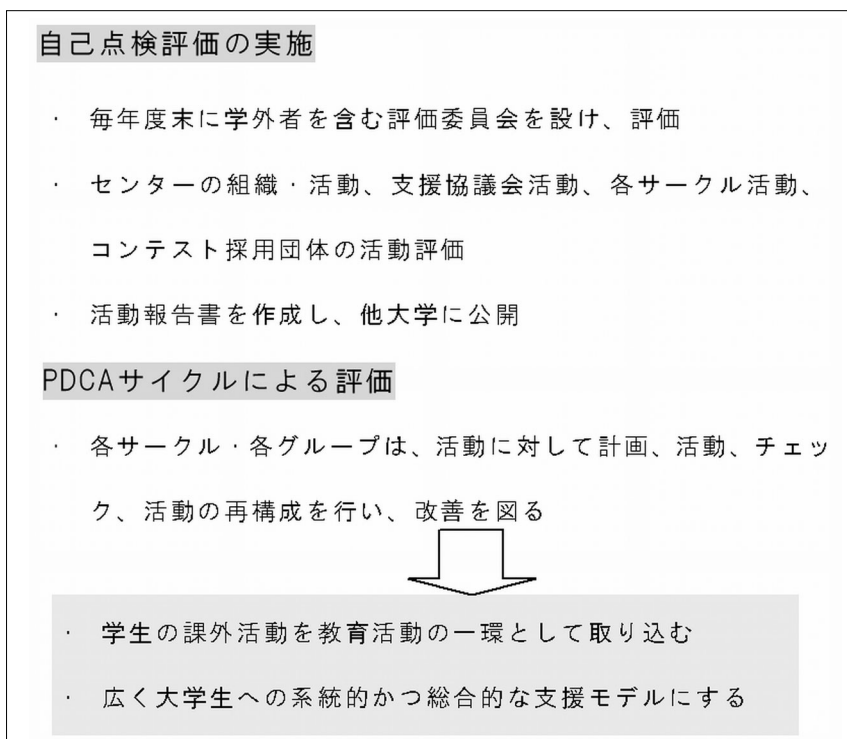 自己点検評価の実施
· 毎年度末に学外者を含む評価委員会を設け、評価
· センターの組織·活動、支援協議会活動、各サークル活動、
コンテスト採用団体の活動評価
· 活動報告書を作成し、他大学に公開
PDCAサイクルによる評価
· 各サークル·各グループは、活動に対して計画、活動、チェッ
ク、活動の再構成を行い、改善を図る
· 学生の課外活動を教育活動の一環として取り込む
· 広く大学生への系統的かつ総合的な支援モデルにする